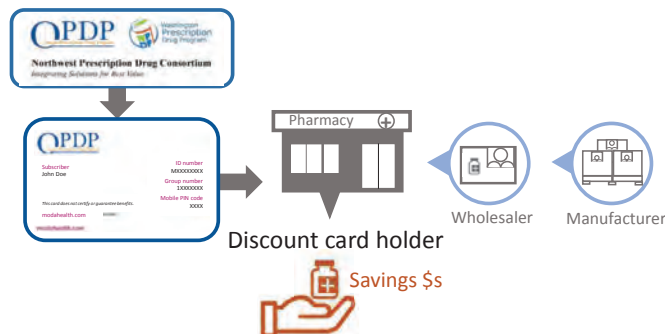 OPDP
Washington
Prescription
Drug Program
Northwest Prescription Drug Consortium
Integrating Solutions for Best Value
OPDP
Subscriber
John Doe
ID number
MXXXXXXXX
Group number
1XXXXXXX
Mobile PIN code
XXXX
This card does not certify or guarantee benefits.
modahealth.com
modahealth.com
Pharmacy
Wholesaler
Manufacturer
Discount card holder
Savings $s